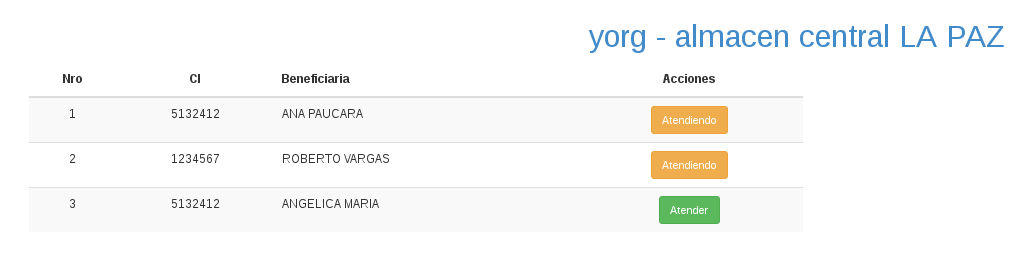 yorg - almacen central LA PAZ
Nro CI Beneficiaria Acciones
1 5132412 ANA PAUCARA Atendiendo
2 1234567 ROBERTO VARGAS Atendiendo
3 5132412 ANGELICA MARIA Atender